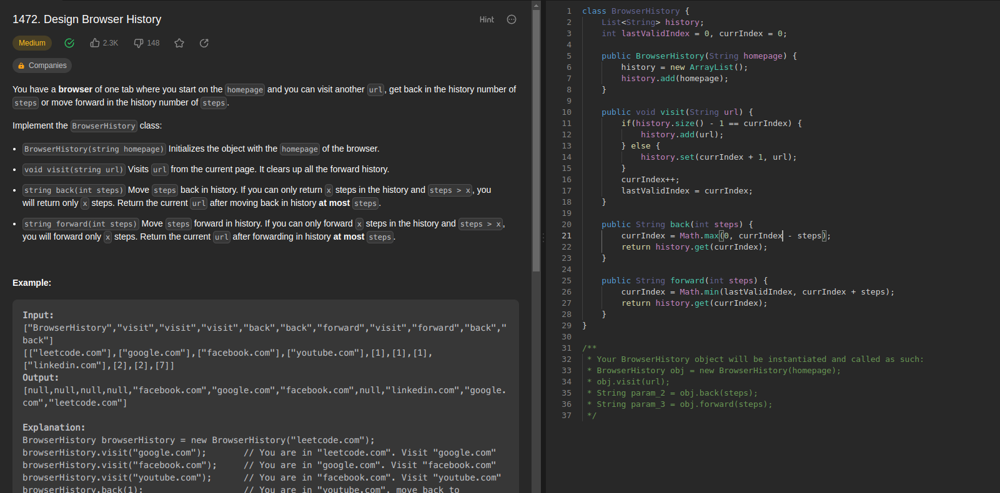 1472. Design Browser History
Hint
Medium
2.3K
148
Companies
You have a browser of one tab where you start on the homepage and you can visit another url, get back in the history number of
steps or move forward in the history number of steps.
Implement the BrowserHistory class:
• BrowserHistory(string homepage) Initializes the object with the homepage of the browser.
• void visit(string url) Visits url from the current page. It clears up all the forward history.
• string back(int steps) Move steps back in history. If you can only return x steps in the history and steps > x, you
will return only x steps. Return the current url after moving back in history at most steps.
• string forward(int steps) Move steps forward in history. If you can only forward x steps in the history and steps > x,
you will forward only x steps. Return the current url after forwarding in history at most steps.
Example:
Input:
["BrowserHistory","visit","visit","visit","back","back","forward","visit","forward","back","
back"]
[["leetcode.com"],["google.com"],["facebook.com"],["youtube.com"],[1],[1],[1],
["linkedin.com"],[2],[2],[7]]
Output:
[null,null,null,null,"facebook.com","google.com","facebook.com",null,"linkedin.com","google.
com","leetcode.com"]
Explanation:
BrowserHistory browserHistory = new BrowserHistory("leetcode.com");
browserHistory.visit("google.com");       // You are in "leetcode.com". Visit "google.com"
browserHistory.visit("facebook.com");     // You are in "google.com". Visit "facebook.com"
browserHistory.visit("youtube.com");      // You are in "facebook.com". Visit "youtube.com"
browserHistory.back(1);                   // You are in "youtube.com", move back to
1 class BrowserHistory {
2     List<String> history;
3     int lastValidIndex = 0, currIndex = 0;
4
5     public BrowserHistory(String homepage) {
6         history = new ArrayList();
7         history.add(homepage);
8     }
9
10     public void visit(String url) {
11         if(history.size() - 1 == currIndex) {
12             history.add(url);
13         } else {
14             history.set(currIndex + 1, url);
15         }
16         currIndex++;
17         lastValidIndex = currIndex;
18     }
19
20     public String back(int steps) {
21         currIndex = Math.max(0, currIndex - steps);
22         return history.get(currIndex);
23     }
24
25     public String forward(int steps) {
26         currIndex = Math.min(lastValidIndex, currIndex + steps);
27         return history.get(currIndex);
28     }
29 }
30
31 /**
32  * Your BrowserHistory object will be instantiated and called as such:
33  * BrowserHistory obj = new BrowserHistory(homepage);
34  * obj.visit(url);
35  * String param_2 = obj.back(steps);
36  * String param_3 = obj.forward(steps);
37  */